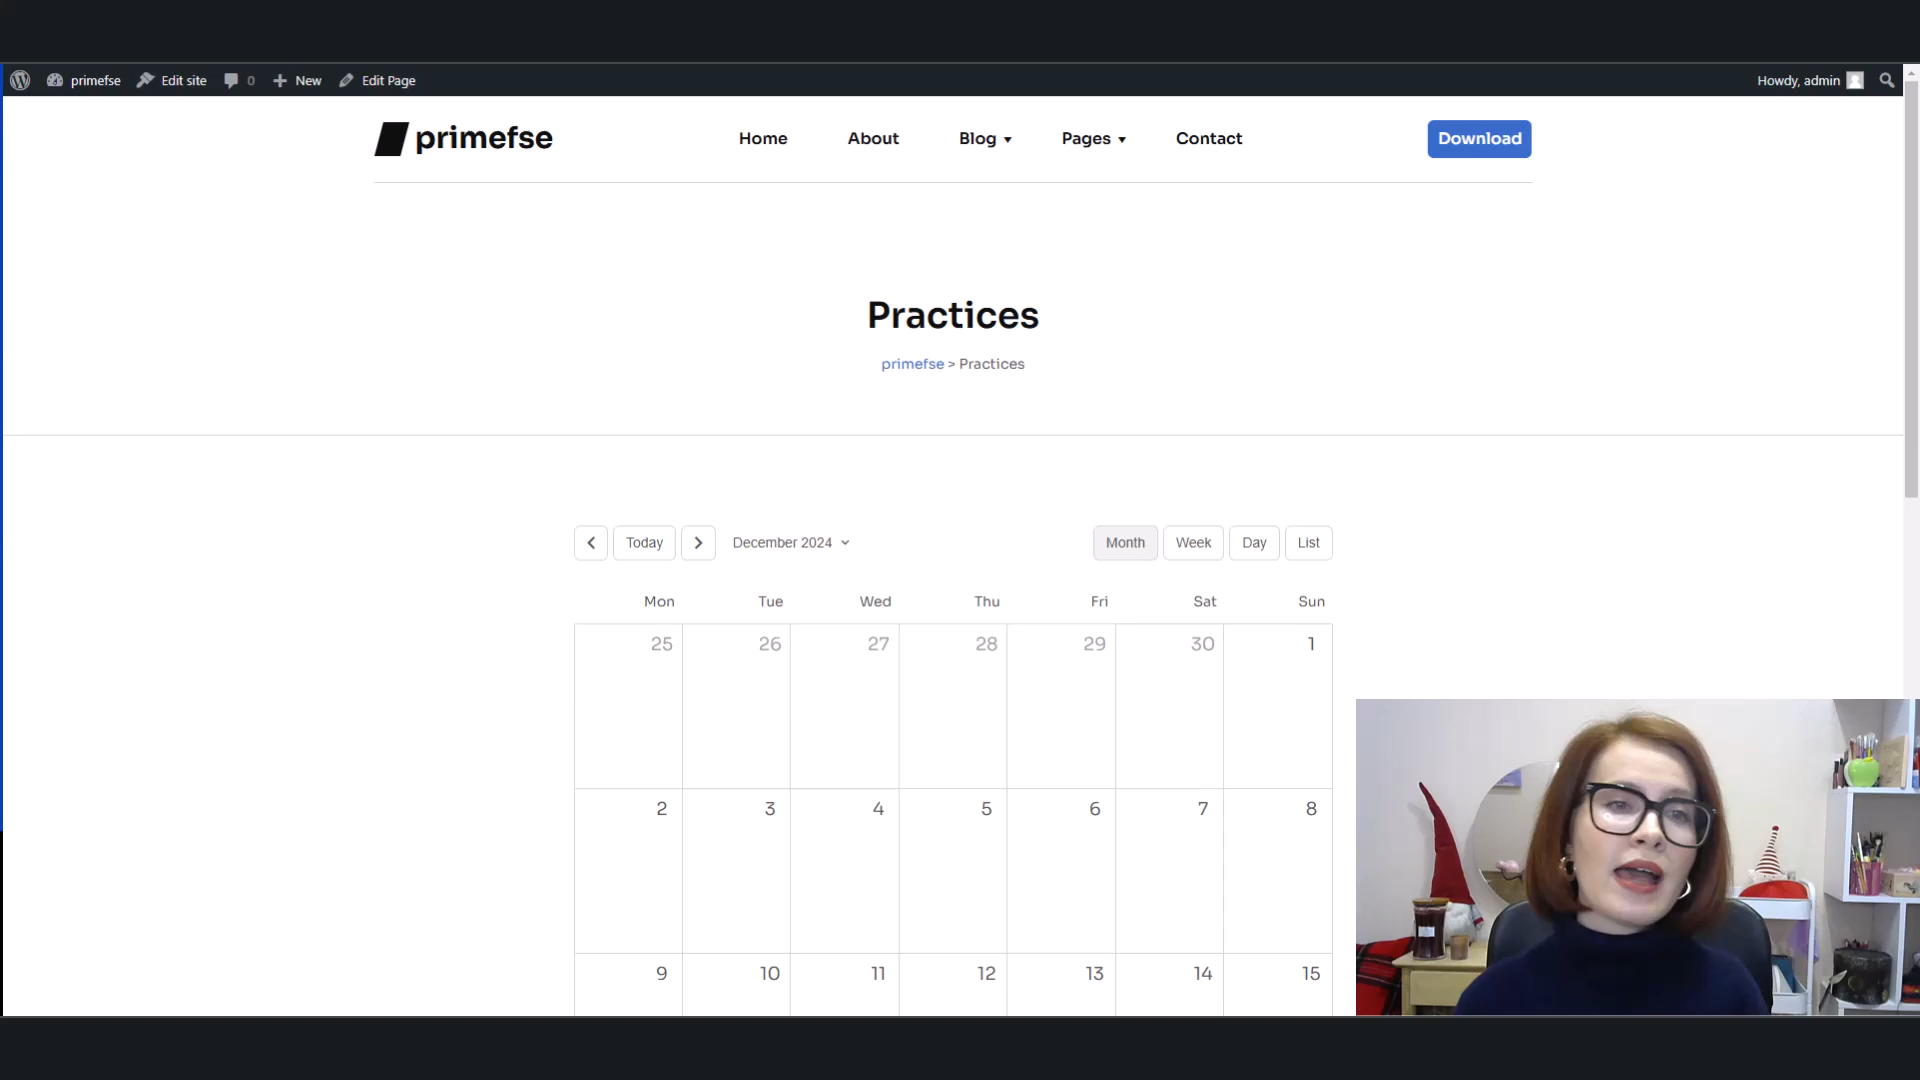 primefse Edit site 0 New Edit Page Howdy, admin
primefse Home About Blog Pages Contact Download
Practices
primefse > Practices
Today December 2024 Month Week Day List
Mon Tue Wed Thu Fri Sat Sun
25 26 27 28 29 30 1
2 3 4 5 6 7 8
9 10 11 12 13 14 15